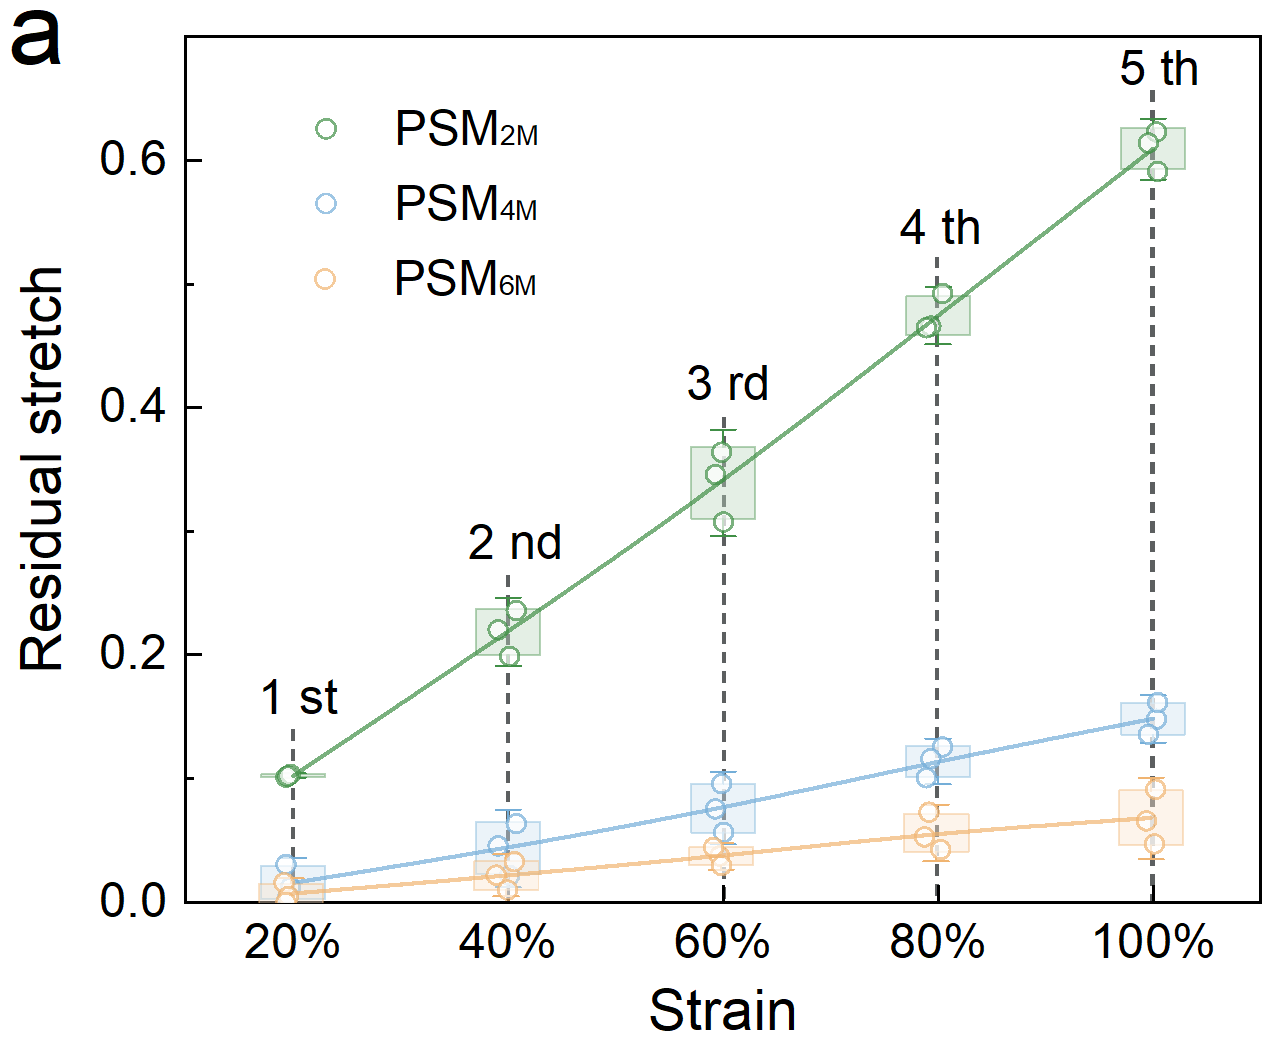 a
5 th
PSM2M
0.6
PSM4M
4 th
PSM6M
3 rd
0.4
2 nd
Residual stretch
0.2
1 st
0.0
20% 40% 60% 80% 100%
Strain